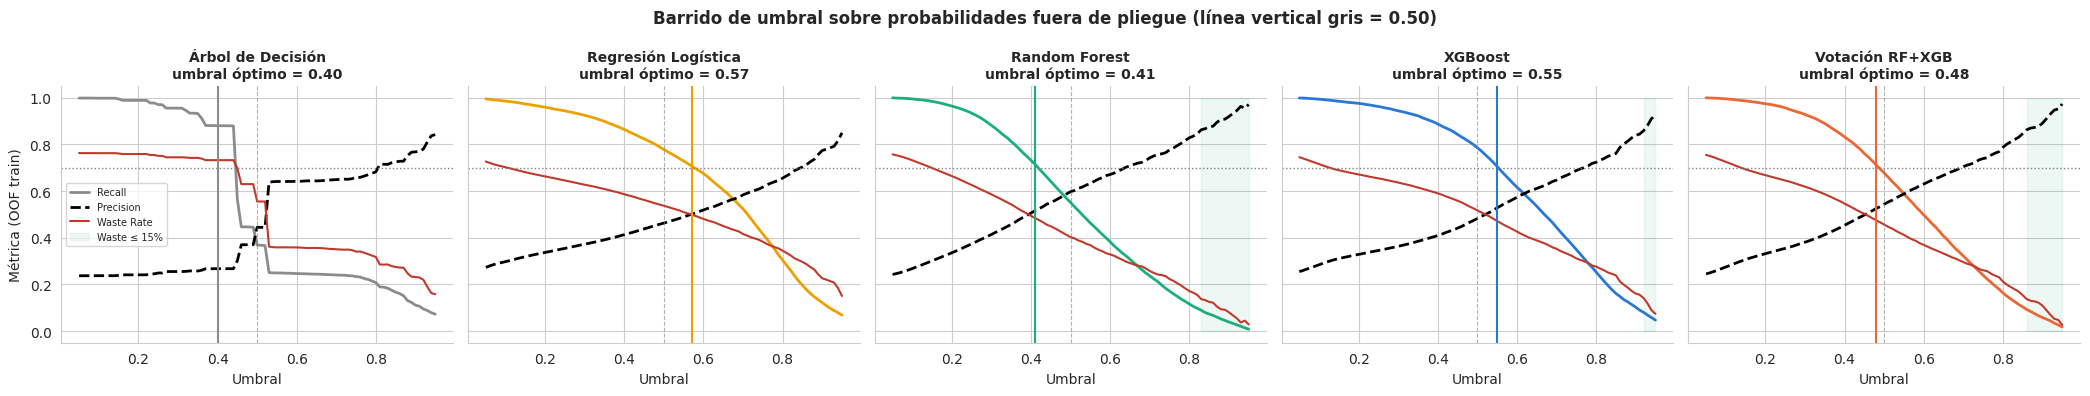 Barrido de umbral sobre probabilidades fuera de pliegue (línea vertical gris = 0.50)
Árbol de Decisión
umbral óptimo = 0.40
Regresión Logística
umbral óptimo = 0.57
Random Forest
umbral óptimo = 0.41
XGBoost
umbral óptimo = 0.55
Votación RF+XGB
umbral óptimo = 0.48
Métrica (OOF train)
1.0
0.8
0.6
0.4
0.2
0.0
Recall
Precision
Waste Rate
Waste ≤ 15%
0.2 0.4 0.6 0.8
0.2 0.4 0.6 0.8
0.2 0.4 0.6 0.8
0.2 0.4 0.6 0.8
0.2 0.4 0.6 0.8
Umbral
Umbral
Umbral
Umbral
Umbral